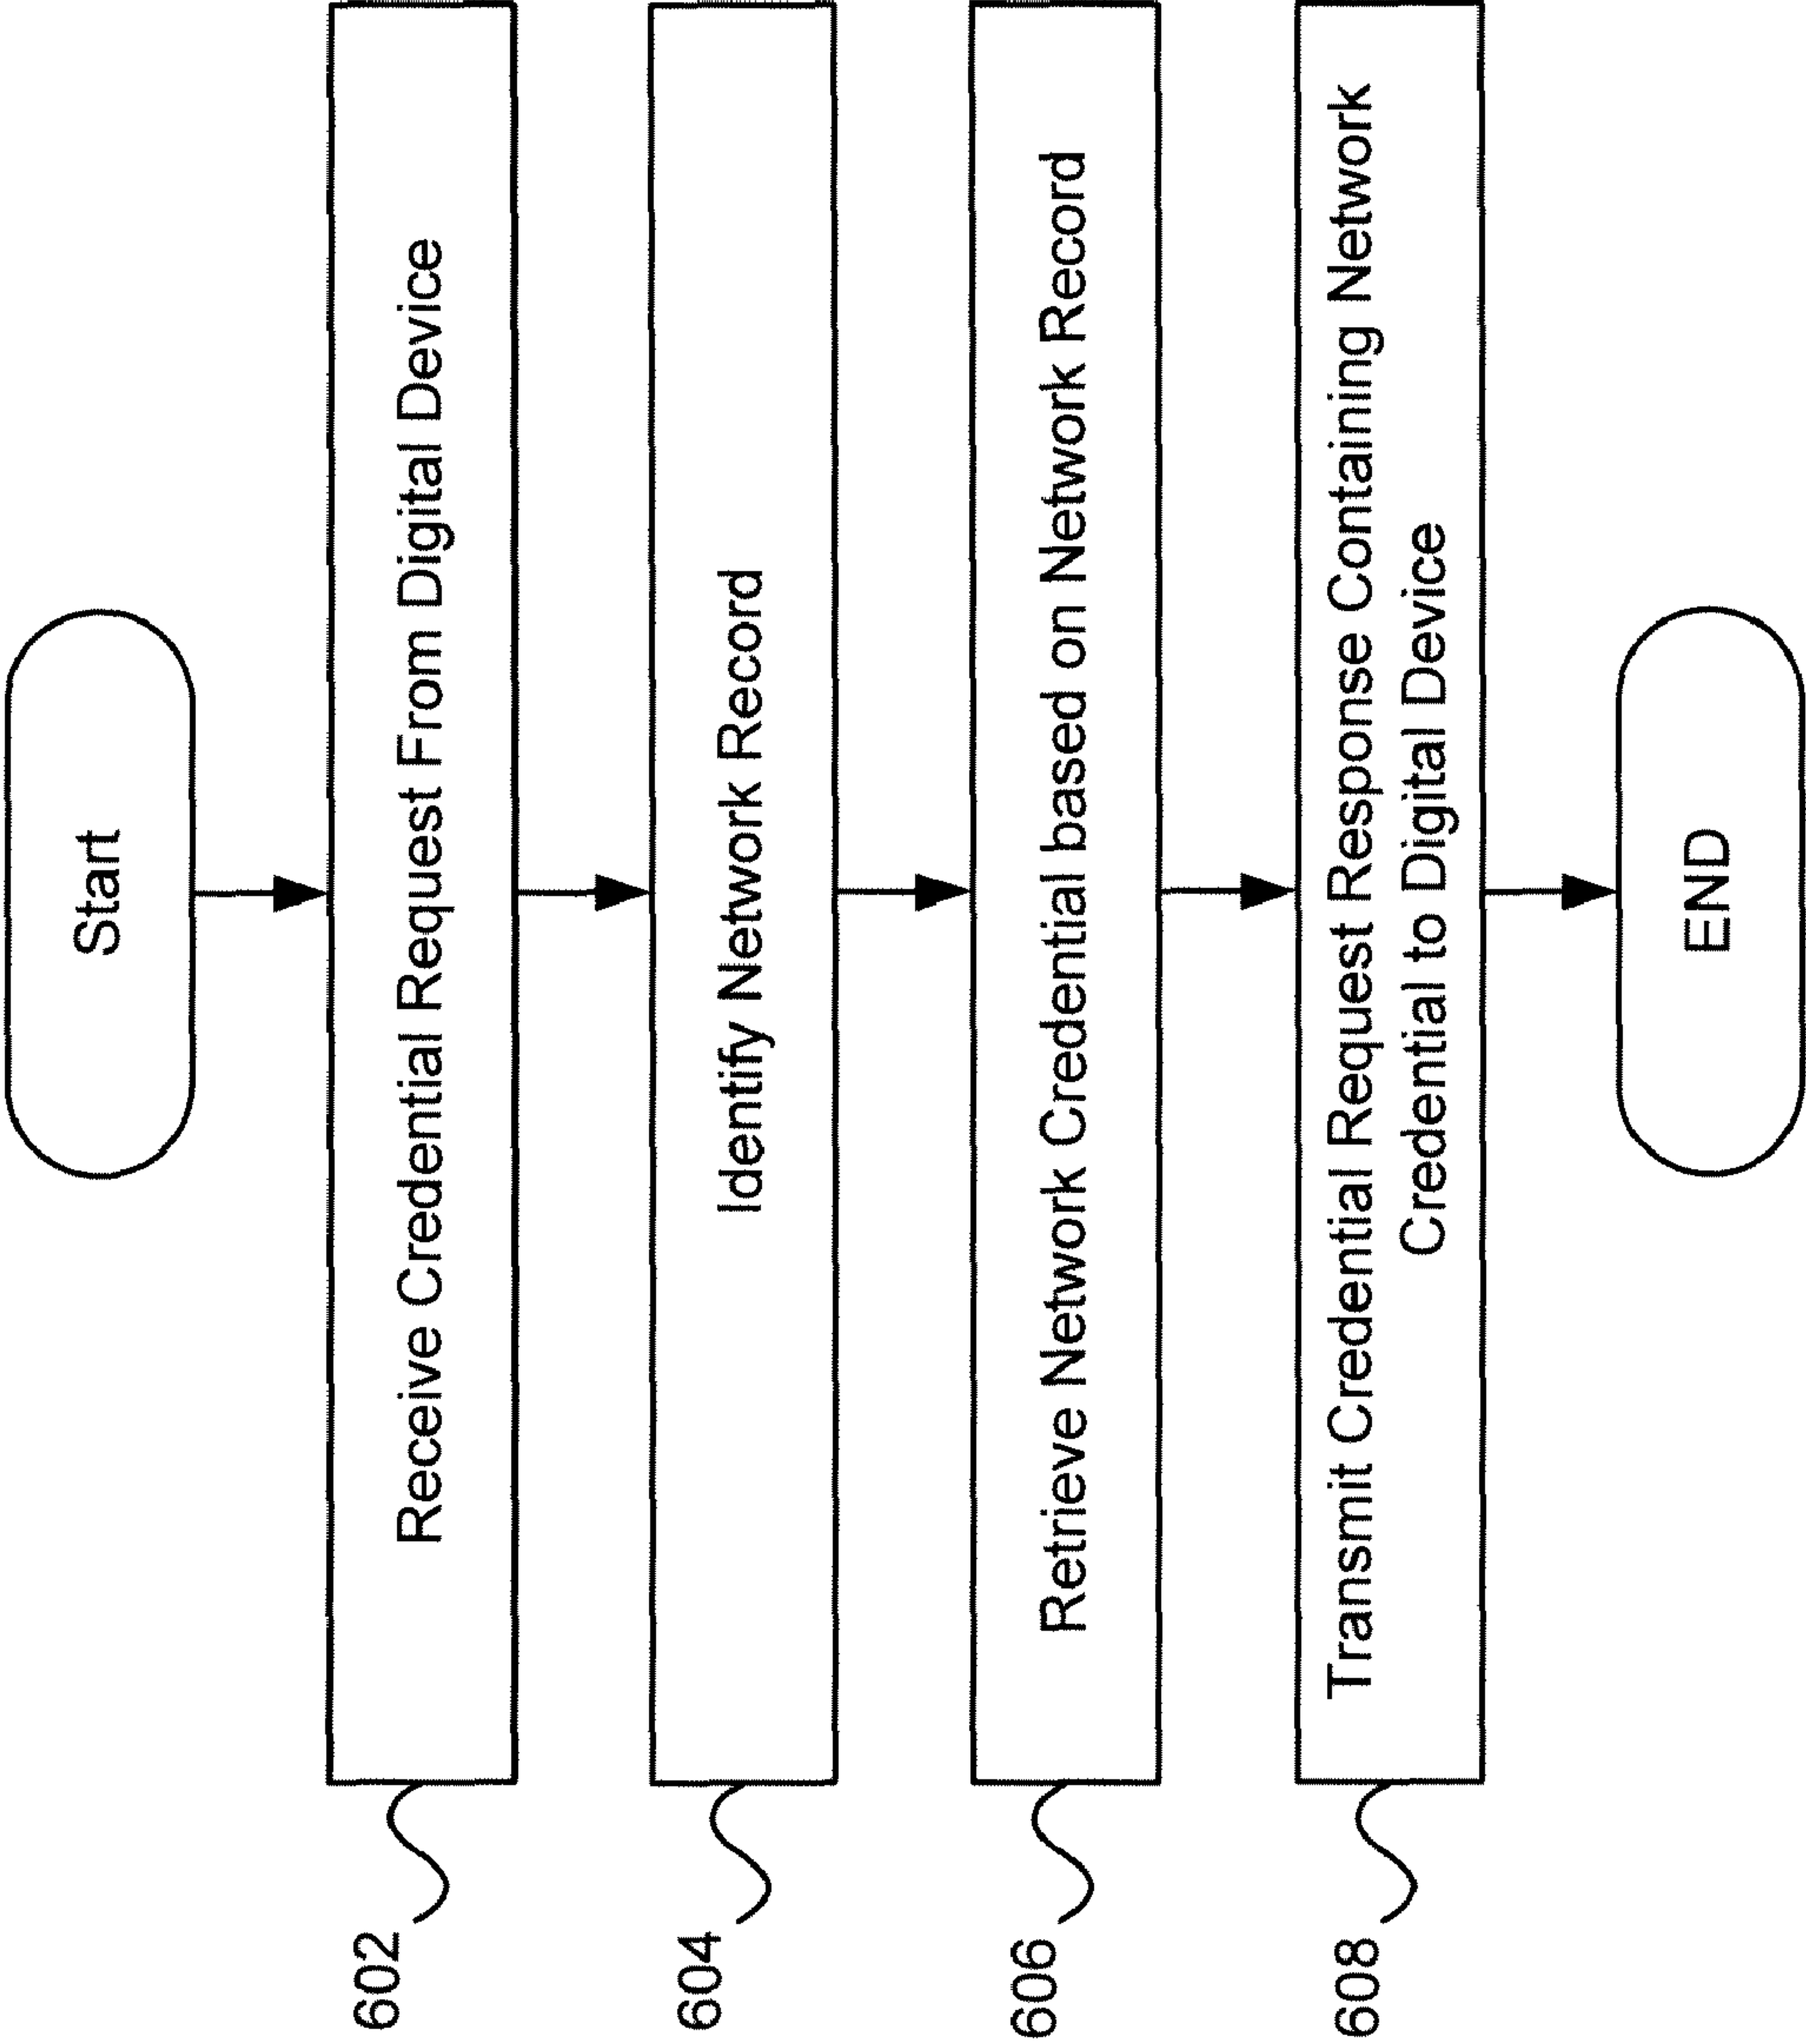 Start
602
Receive Credential Request From Digital Device
604
Identify Network Record
606
Retrieve Network Credential based on Network Record
608
Transmit Credential Request Response Containing Network
Credential to Digital Device
END